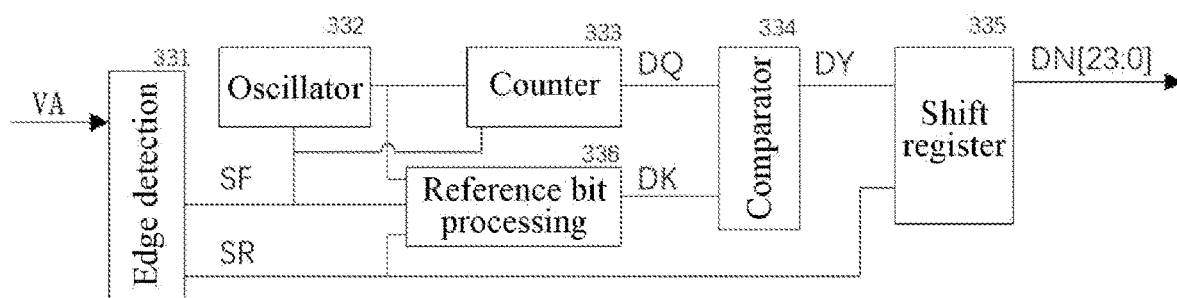 332
333
334
335
331
DQ
DY
DN[23:0]
Oscillator
Counter
VA
Shift
register
336
SF
Reference bit
processing
DK
Edge detection
Comparator
SR